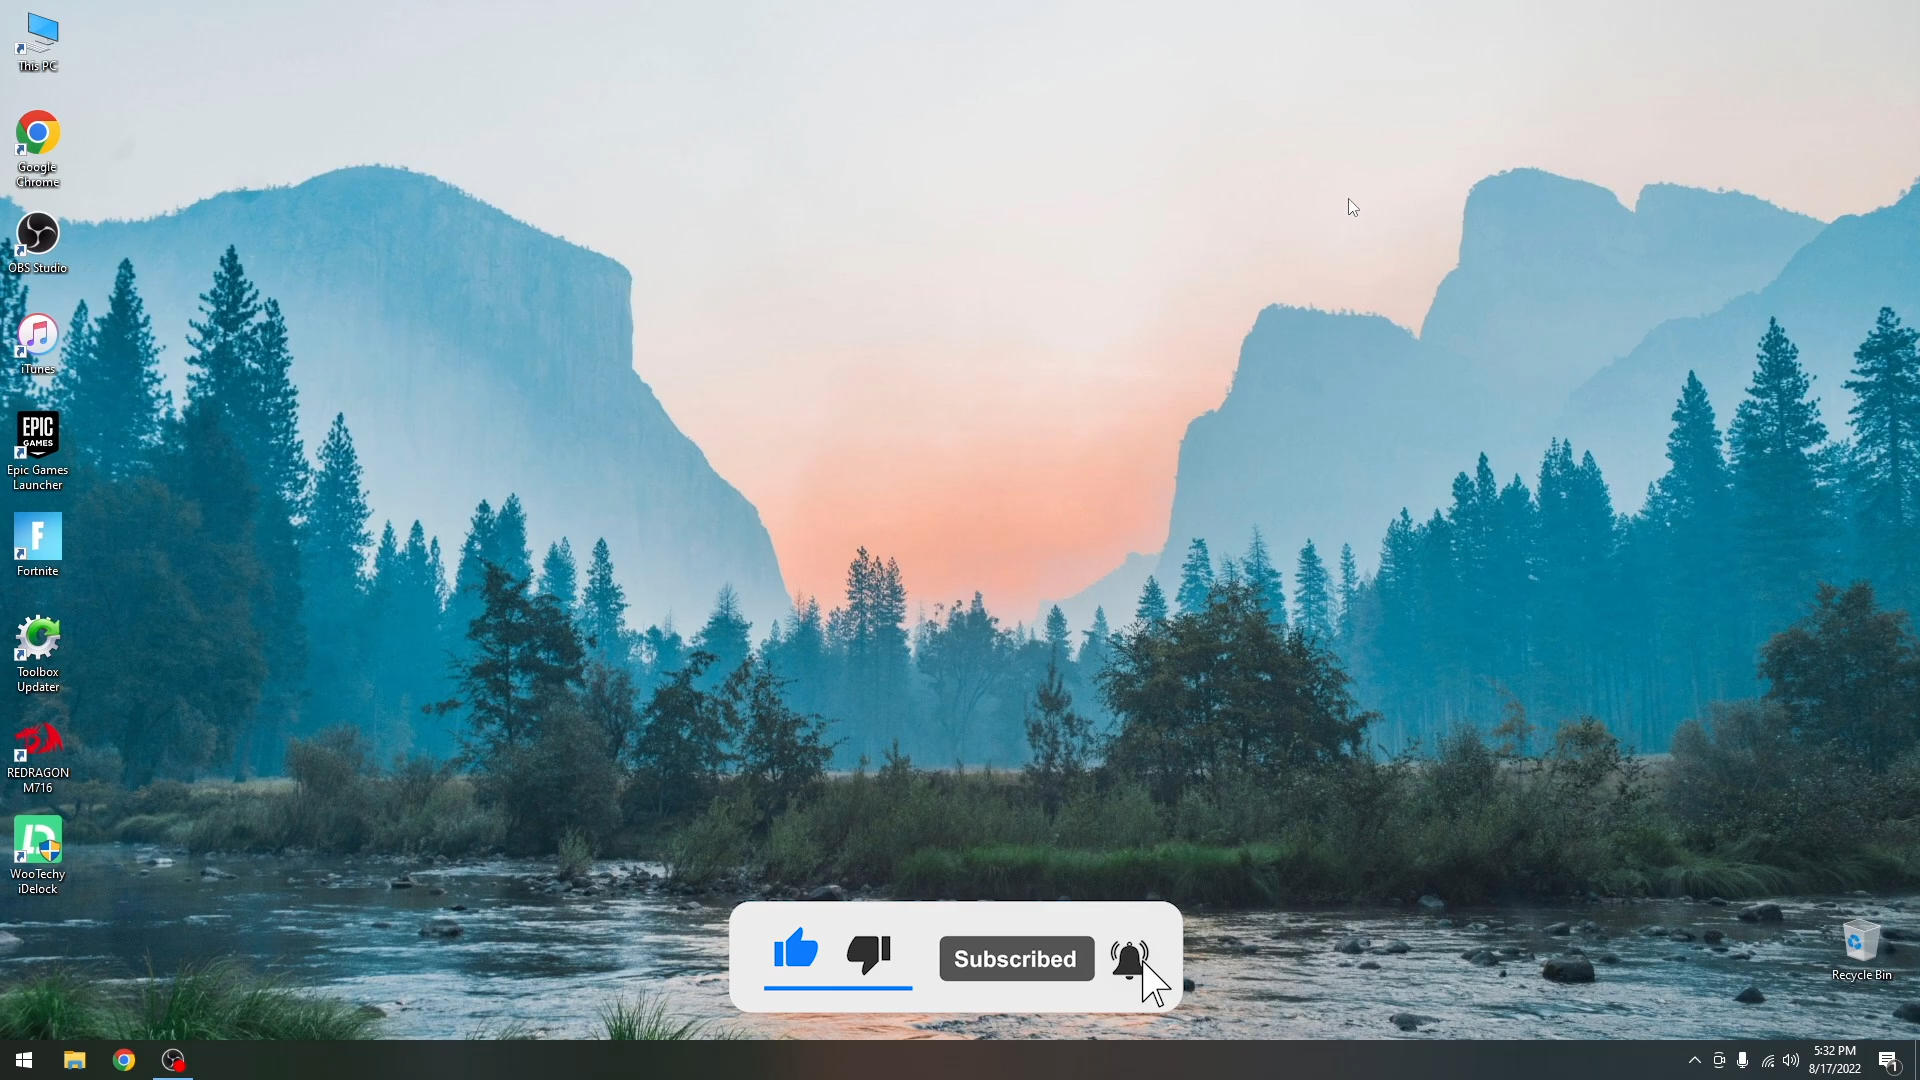 This PC
Google
Chrome
OBS Studio
iTunes
EPIC
GAMES
Epic Games
Launcher
F
Fortnite
Toolbox
Updater
REDRAGON
M716
WooTechy
iDelock
Subscribed
Recycle Bin
5:32 PM
8/17/2022
1